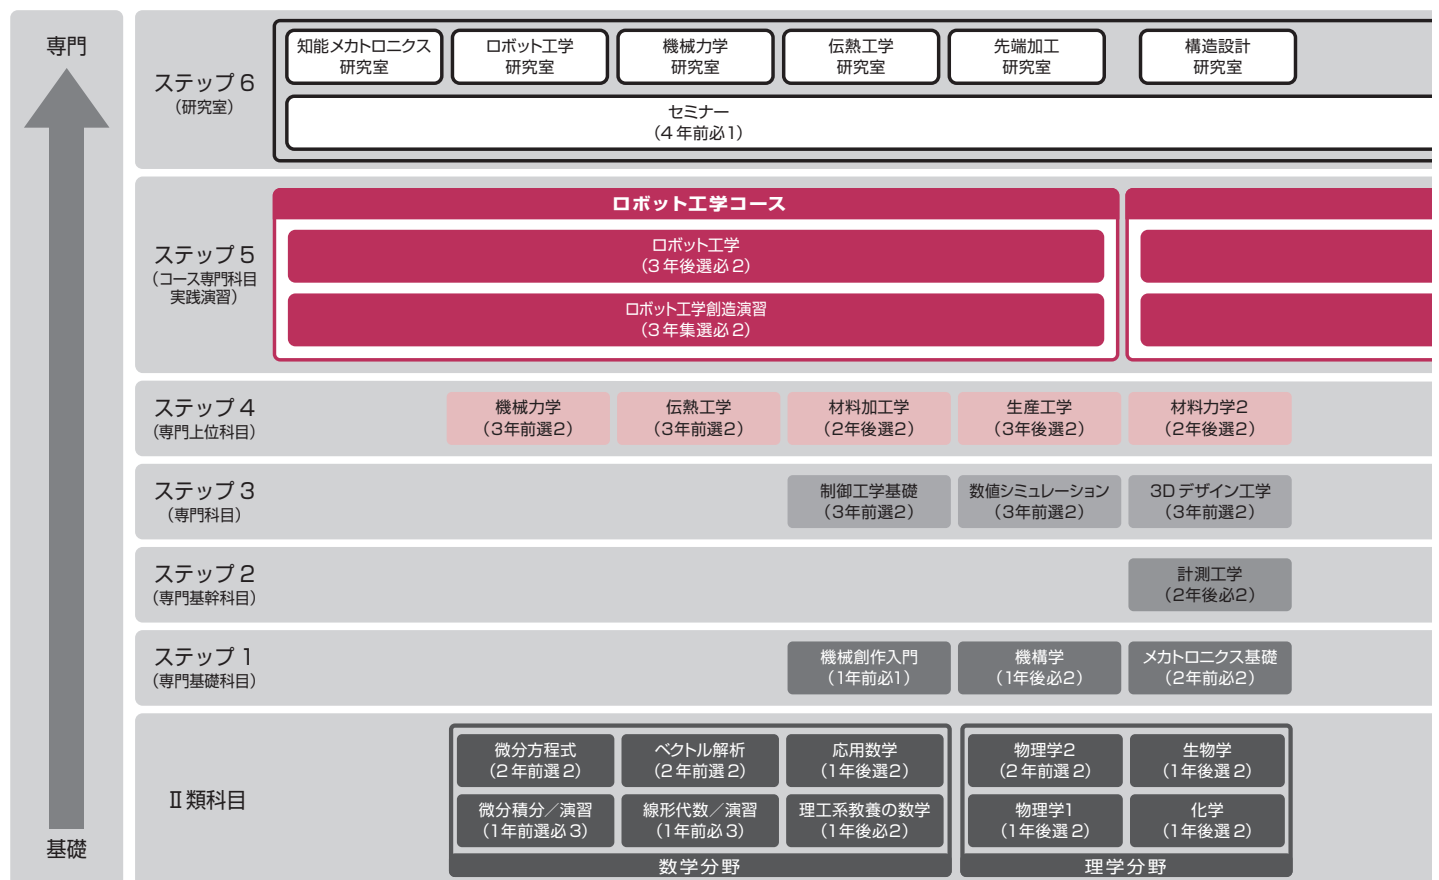 専門
基礎
ステップ 6
（研究室）
知能メカトロニクス
研究室
ロボット工学
研究室
機械力学
研究室
伝熱工学
研究室
先端加工
研究室
構造設計
研究室
セミナー
（4 年前必 1）
ステップ 5
（コース専門科目
実践演習）
ロボット工学コース
ロボット工学
（3 年後選必 2）
ロボット工学創造演習
（3 年集選必 2）
ステップ 4
（専門上位科目）
機械力学
（3年前選2）
伝熱工学
（3年前選2）
材料加工学
（2年後選2）
生産工学
（3年後選2）
材料力学2
（2年後選2）
ステップ 3
（専門科目）
制御工学基礎
（3年前選2）
数値シミュレーション
（3年前選2）
3D デザイン工学
（3年前選2）
ステップ 2
（専門基幹科目）
計測工学
（2年後必2）
ステップ 1
（専門基礎科目）
機械創作入門
（1年前必1）
機構学
（1年後必2）
メカトロニクス基礎
（2年前必2）
Ⅱ類科目
微分方程式
（2 年前選 2）
ベクトル解析
（2 年前選 2）
応用数学
（1年後選2）
物理学2
（2 年前選 2）
生物学
（1年後選 2）
微分積分／演習
（1年前選必 3）
線形代数／演習
（1年前必 3）
理工系教養の数学
（1年後必2）
物理学1
（1年後選 2）
化学
（1年後選 2）
数学分野
理学分野